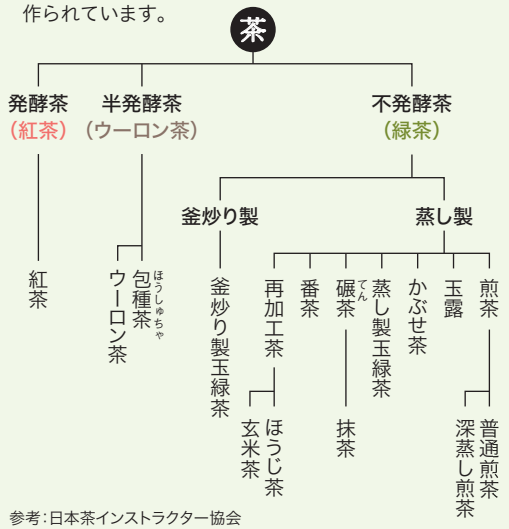 作られています。
茶
発酵茶
（紅茶）
半発酵茶
（ウーロン茶）
不発酵茶
（緑茶）
釜炒り製
蒸し製
紅茶
ウーロン茶
包種茶
ほうしゅちゃ
釜炒り製玉緑茶
再加工茶
番茶
碾茶
てん
蒸し製玉緑茶
かぶせ茶
玉露
煎茶
玄米茶
ほうじ茶
抹茶
深蒸し煎茶
普通煎茶
参考：日本茶インストラクター協会